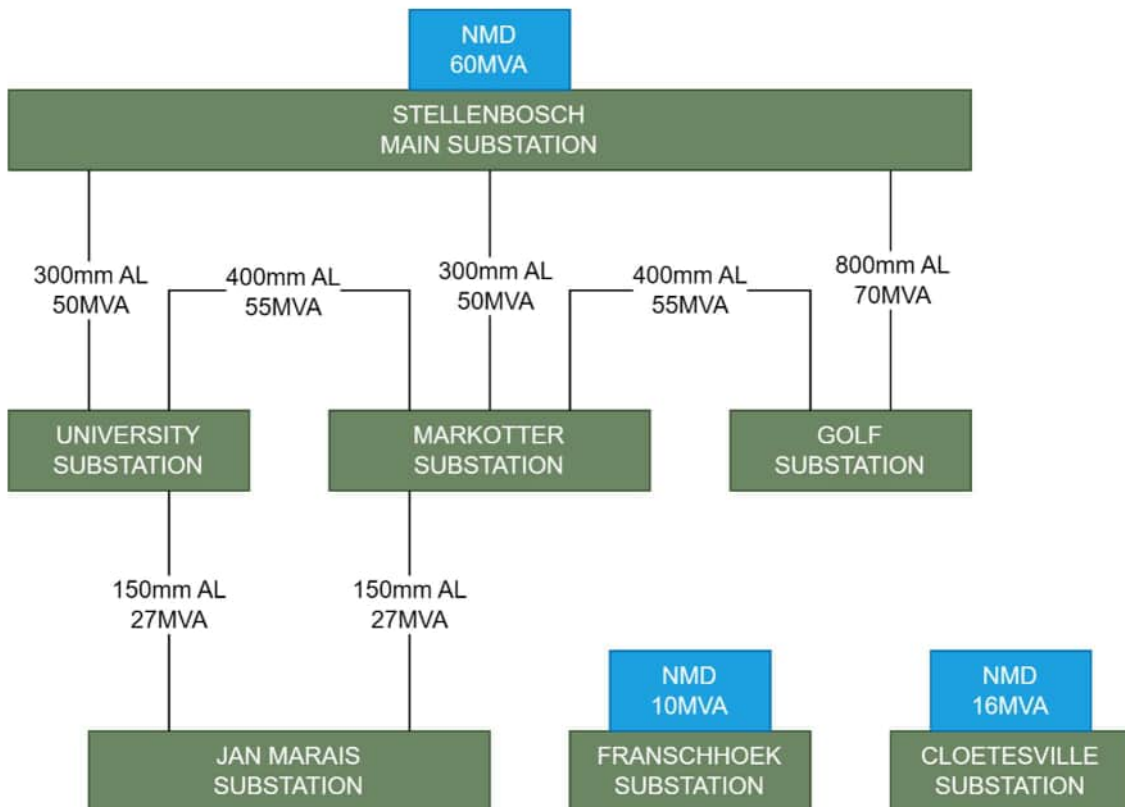 NMD
60MVA
STELLENBOSCH
MAIN SUBSTATION
300mm AL
50MVA
400mm AL
55MVA
300mm AL
50MVA
400mm AL
55MVA
800mm AL
70MVA
UNIVERSITY
SUBSTATION
MARKOTTER
SUBSTATION
GOLF
SUBSTATION
150mm AL
27MVA
150mm AL
27MVA
NMD
10MVA
NMD
16MVA
JAN MARAIS
SUBSTATION
FRANSCHHOEK
SUBSTATION
CLOETESVILLE
SUBSTATION